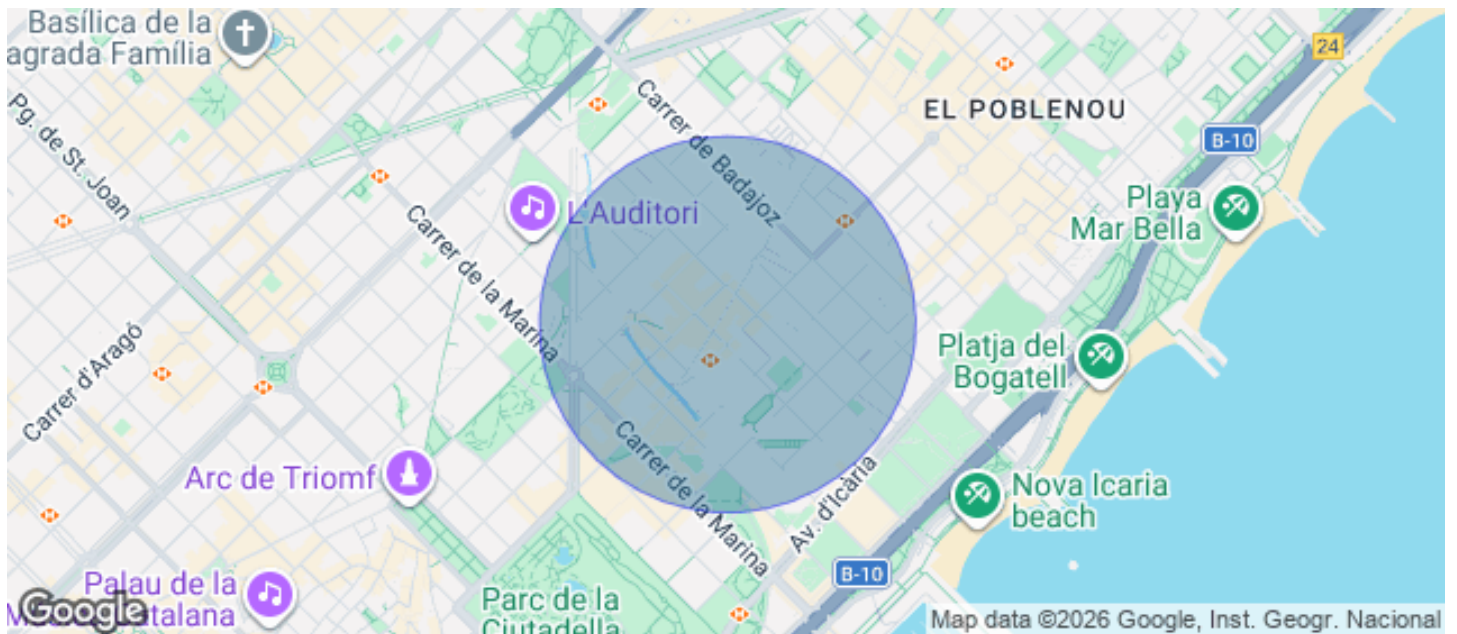 Basílica de la
agrada Família
24
Carrer de Badajoz
EL POBLENOU
B-10
Pg. de St. Joan
Playa
Mar Bella
L'Auditori
Carrer de la Marina
Platja del
Bogatell
Carrer d'Aragó
Carrer de la Marina
Arc de Triomf
Av. d'Icària
Nova Icaria
beach
B-10
Palau de la
atalana
Google
Parc de la
Ciutadella
Map data ©2026 Google, Inst. Geogr. Nacional